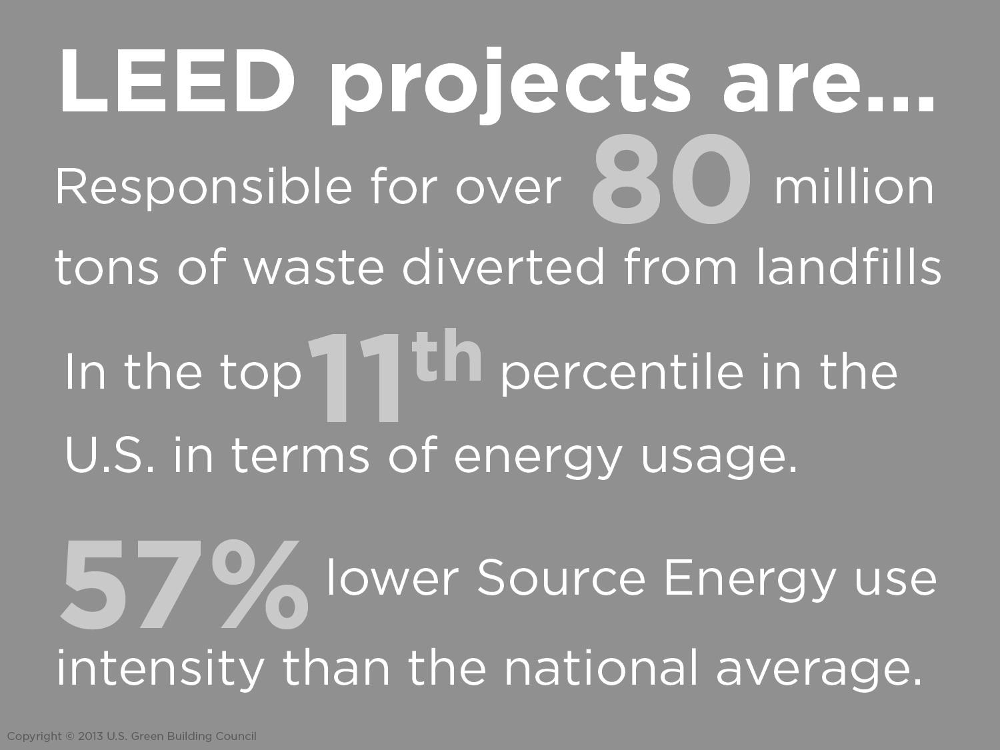 LEED projects are...
Responsible for over 80 million
tons of waste diverted from landfills
In the top 11th percentile in the
U.S. in terms of energy usage.
57% lower Source Energy use
intensity than the national average.
Copyright © 2013 U.S. Green Building Council